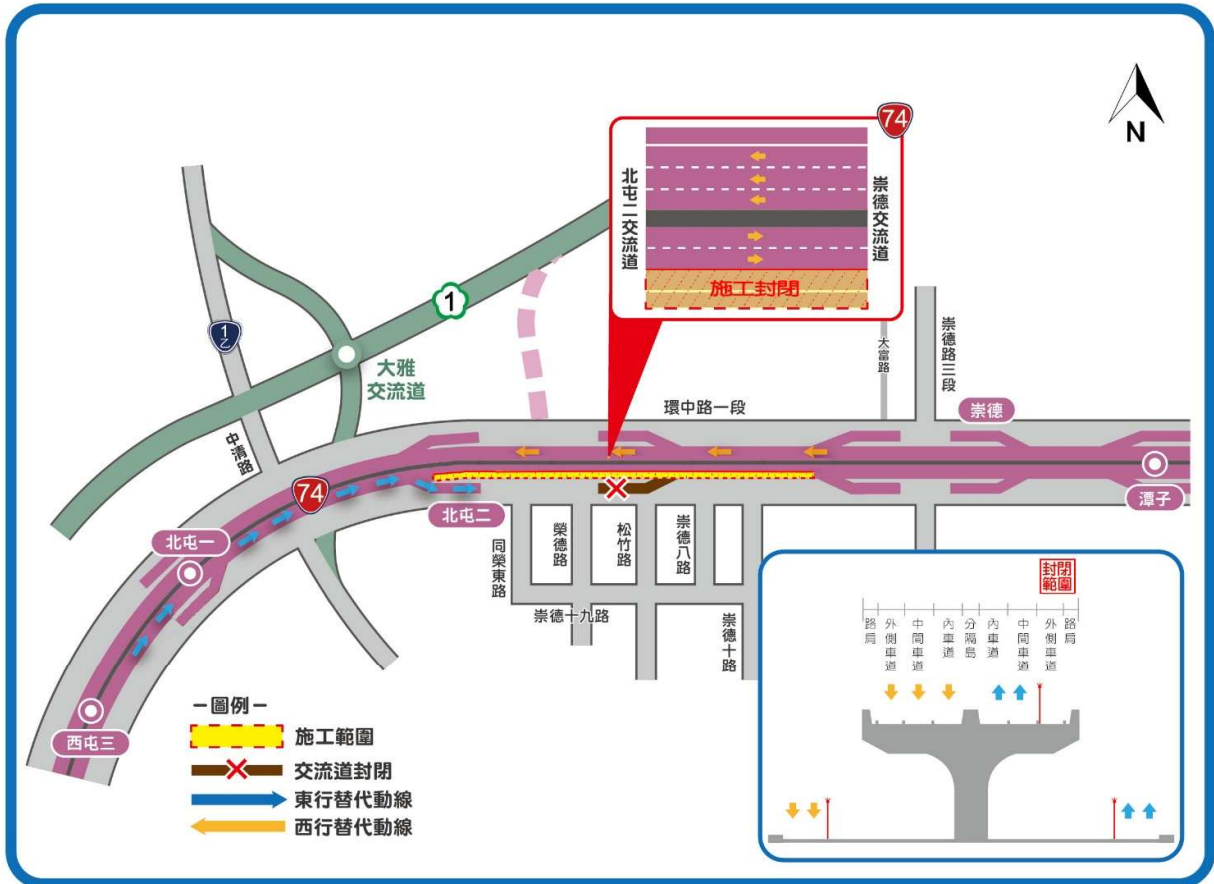 N
74
北屯二交流道
崇德交流道
施工封閉
1
1
乙
大雅
交流道
中清路
大富路
崇德路三段
環中路一段
崇德
潭子
74
北屯一
北屯二
西屯三
同榮東路
榮德路
松竹路
崇德八路
崇德十九路
崇德十路
封閉
範圍
路肩
外側車道
中間車道
內車道
分隔島
內車道
中間車道
外側車道
路肩
－圖例－
施工範圍
交流道封閉
東行替代動線
西行替代動線